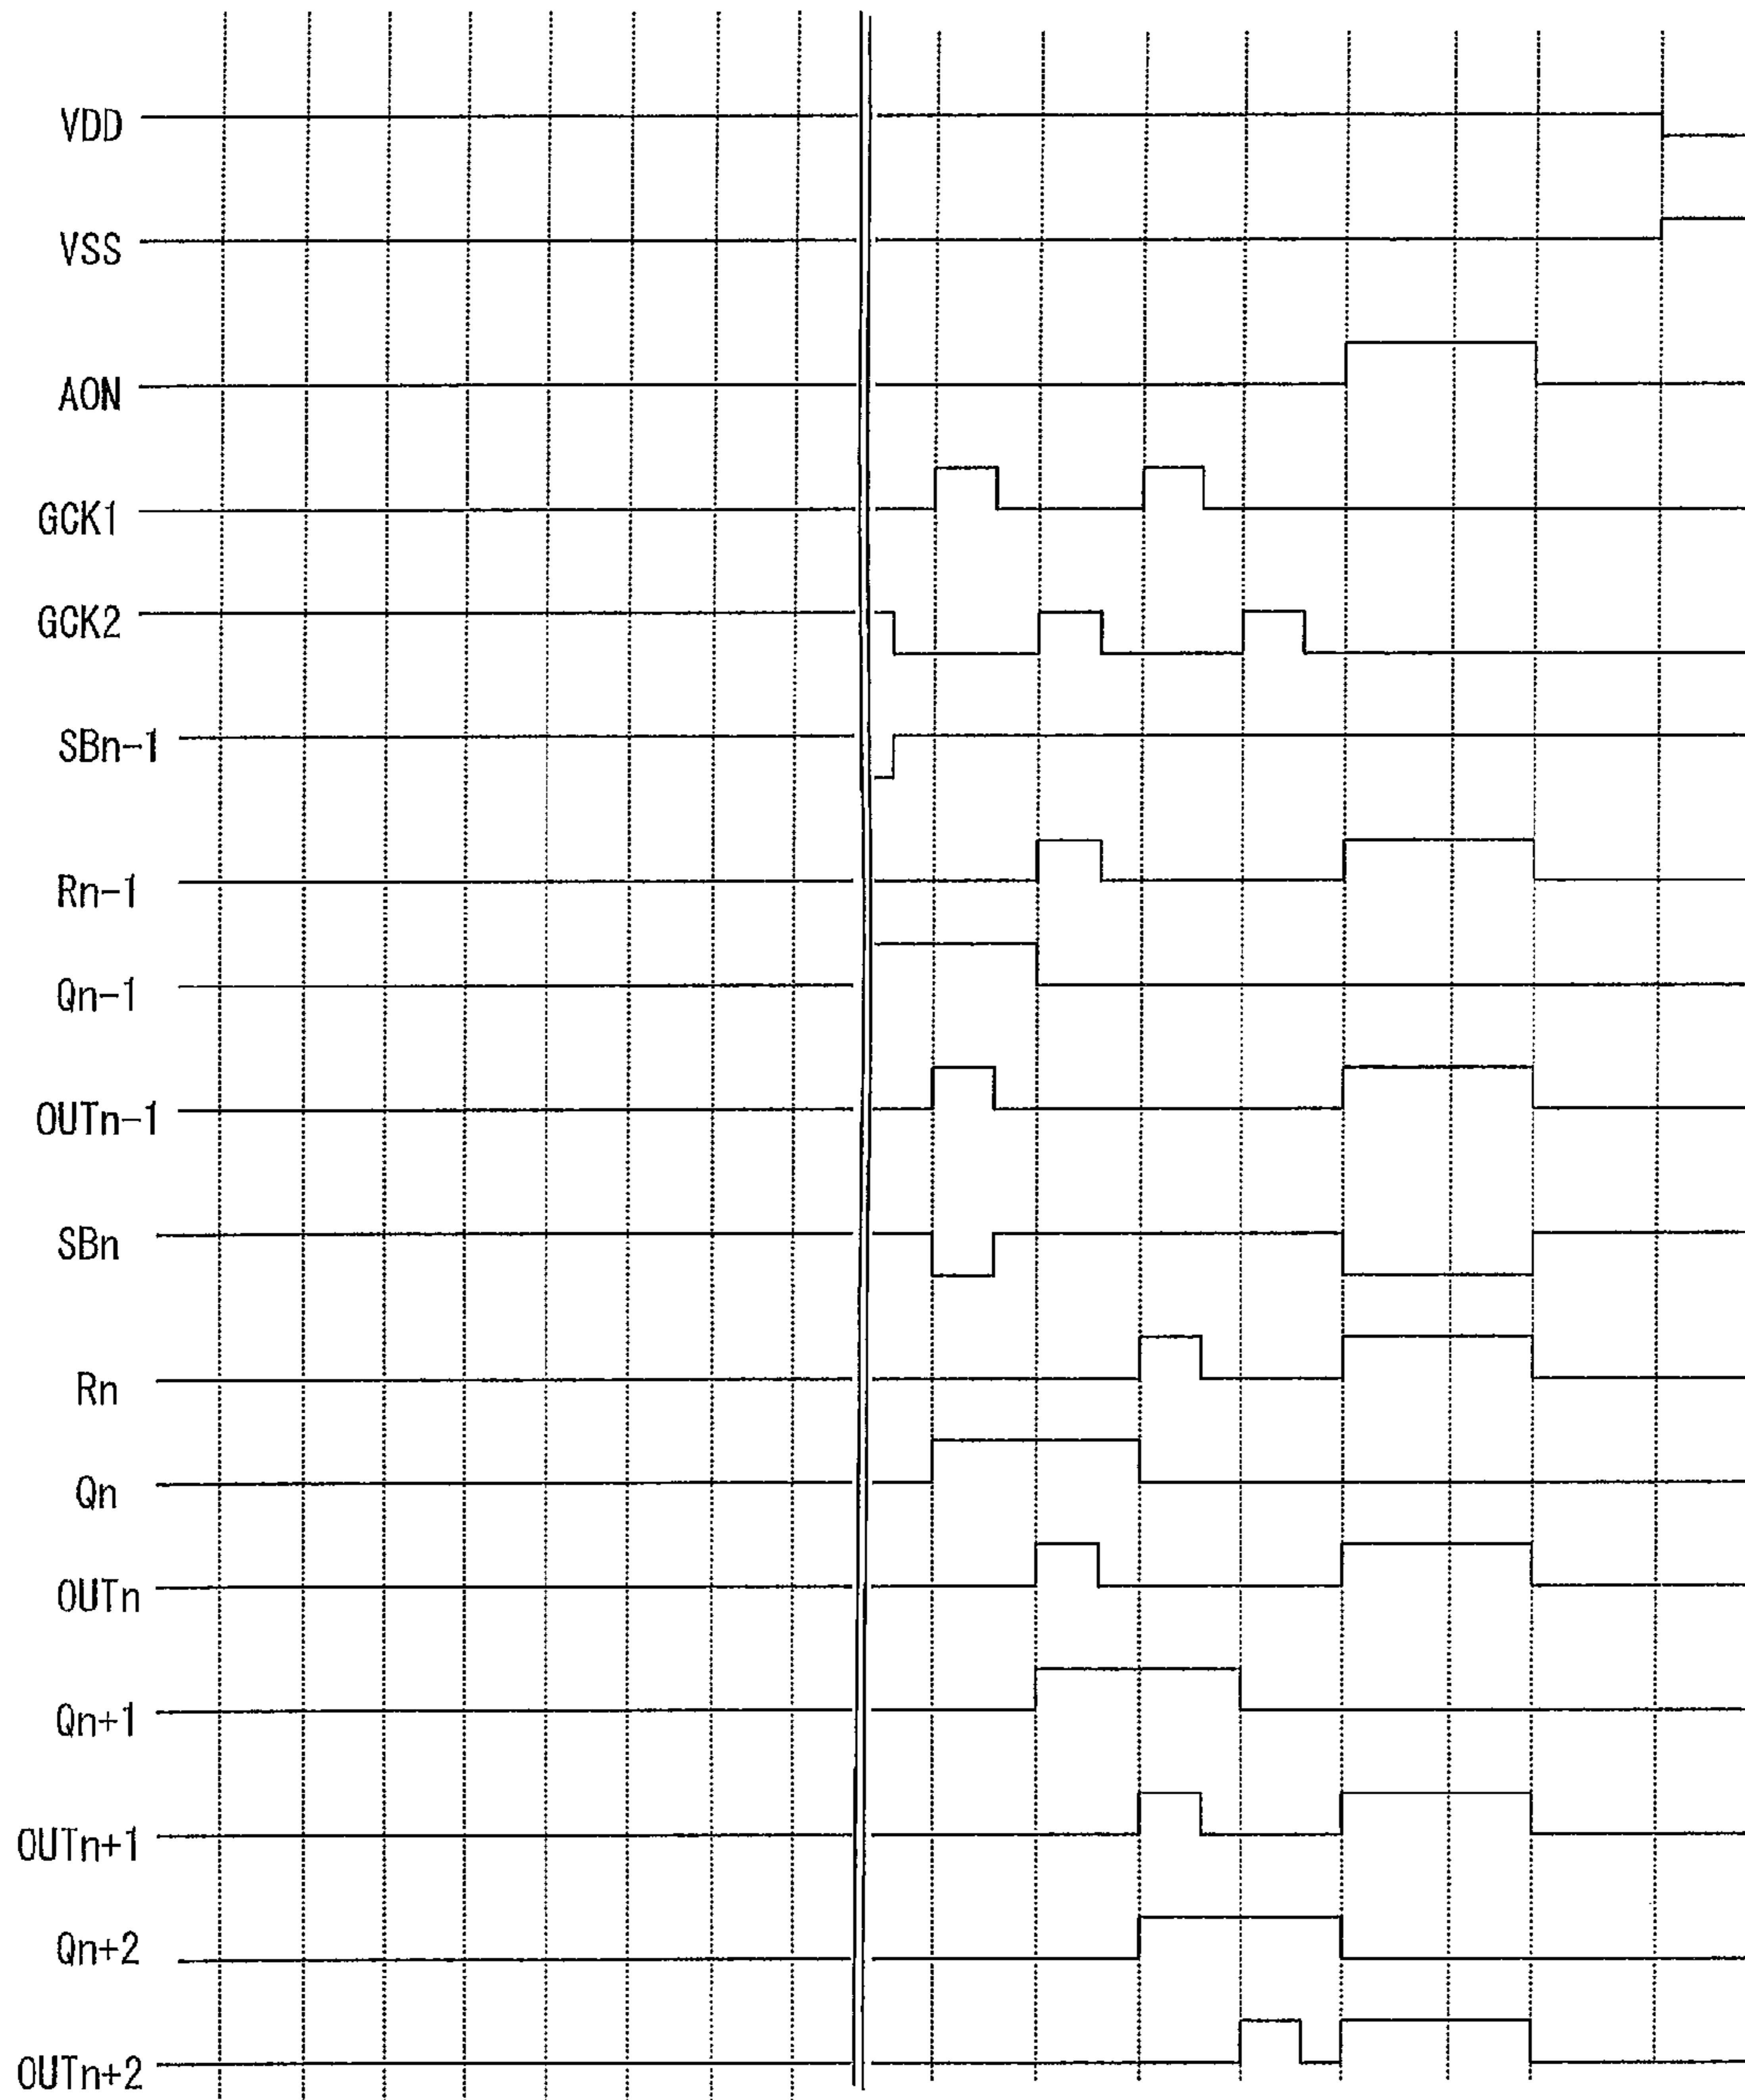 VDD
VSS
AON
GCK1
GCK2
SBn-1
Rn-1
Qn-1
OUTn-1
SBn
Rn
Qn
OUTn
Qn+1
OUTn+1
Qn+2
OUTn+2